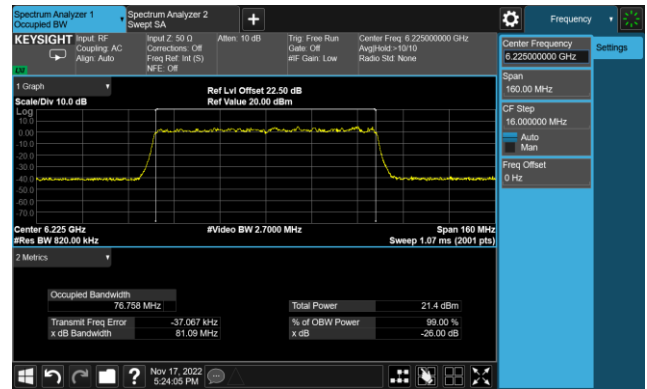 Spectrum Analyzer 1
Occupied BW
Spectrum Analyzer 2
Swept SA
+
Frequency
KEYSIGHT
Input: RF
Coupling: AC
Align: Auto
Input Z: 50 Ω
Corrections: Off
Freq Ref: Int (S)
NFE: Off
Atten: 10 dB
Trig: Free Run
Gate: Off
#IF Gain: Low
Center Freq: 6.225000000 GHz
Avg|Hold:>10/10
Radio Std: None
Center Frequency
6.225000000 GHz
Settings
Span
160.00 MHz
CF Step
16.000000 MHz
Auto
Man
Freq Offset
0 Hz
1 Graph
Scale/Div 10.0 dB
Ref Lvl Offset 22.50 dB
Ref Value 20.00 dBm
Log
10.0
0.00
-10.0
-20.0
-30.0
-40.0
-50.0
-60.0
-70.0
Center 6.225 GHz
#Video BW 2.7000 MHz
Span 160 MHz
#Res BW 820.00 kHz
Sweep 1.07 ms (2001 pts)
2 Metrics
Occupied Bandwidth
76.758 MHz
Total Power 21.4 dBm
Transmit Freq Error -37.067 kHz
% of OBW Power 99.00 %
x dB Bandwidth 81.09 MHz
x dB -26.00 dB
?
Nov 17, 2022
5:24:05 PM